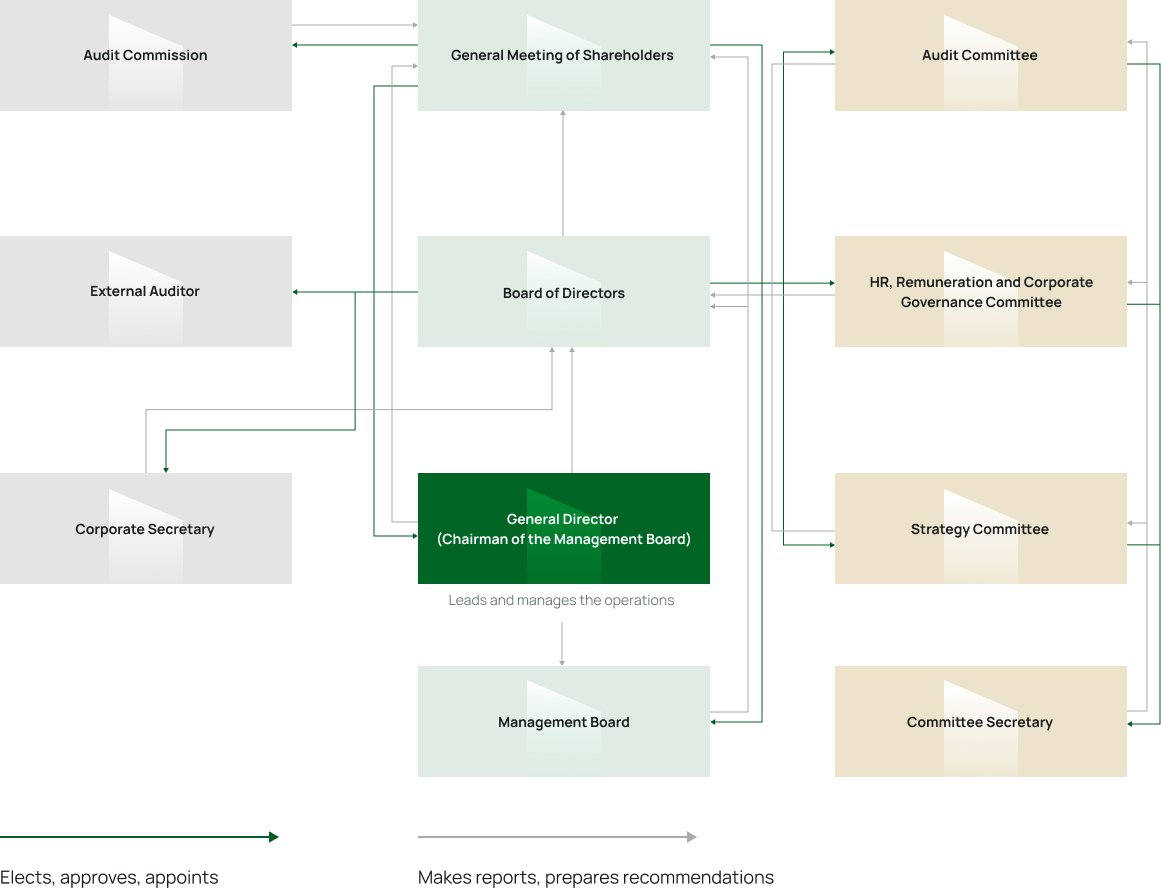 Audit Commission
General Meeting of Shareholders
Audit Committee
External Auditor
Board of Directors
HR, Remuneration and Corporate
Governance Committee
Corporate Secretary
General Director
(Chairman of the Management Board)
Strategy Committee
Leads and manages the operations
Management Board
Committee Secretary
Elects, approves, appoints
Makes reports, prepares recommendations